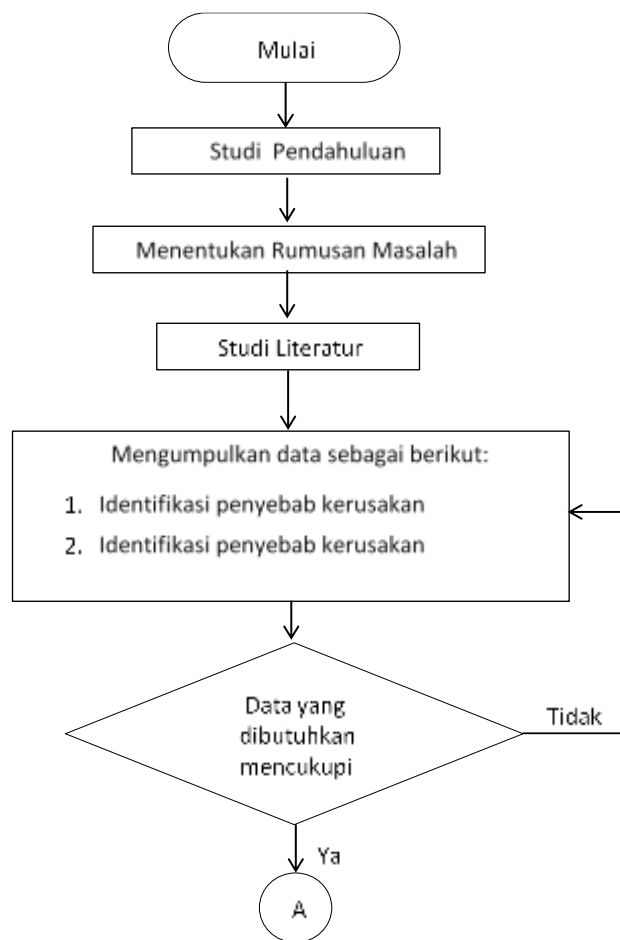 Mulai
Studi Pendahuluan
Menentukan Rumusan Masalah
Studi Literatur
Mengumpulkan data sebagai berikut:
1. Identifikasi penyebab kerusakan
2. Identifikasi penyebab kerusakan
Data yang
dibutuhkan
mencukupi
Tidak
Ya
A